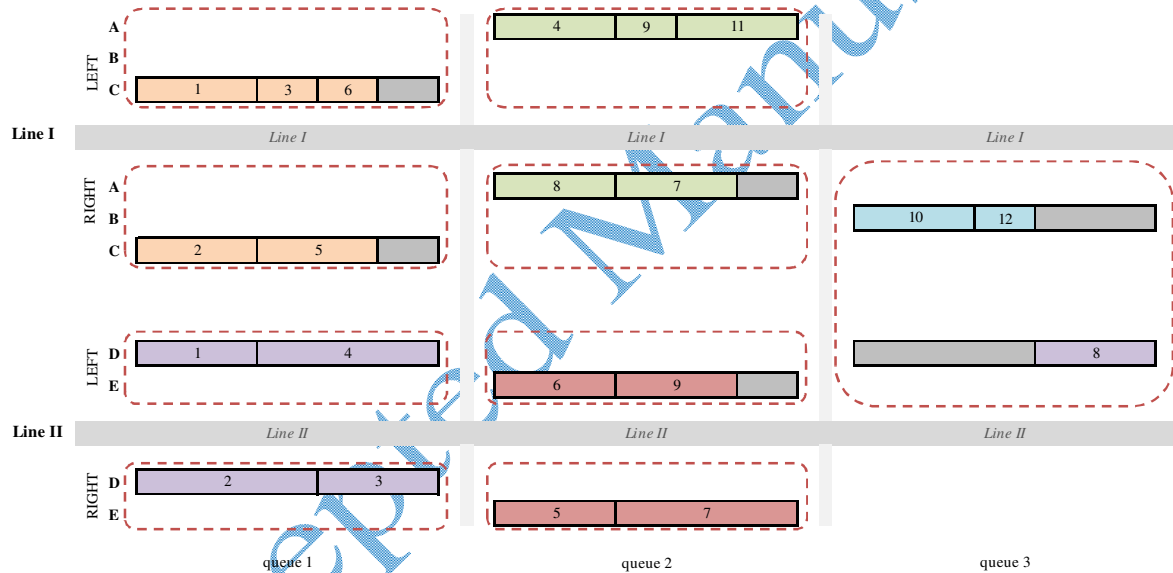 A 4 9 11
LEFT B
C 1 3 6
Line I Line I Line I Line I
A 8 7
RIGHT B 10 12
C 2 5
D 1 4 8
LEFT E 6 9
Line II Line II Line II Line II
D 2 3
RIGHT E 5 7
queue 1 queue 2 queue 3